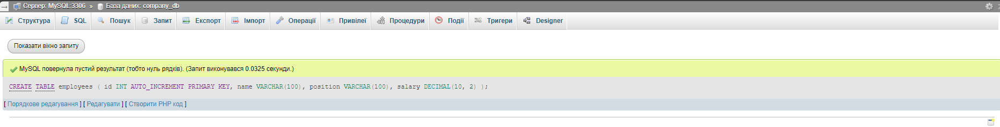 Сервер: MySQL:3306 » База даних: company_db
Структура SQL Пошук Запит Експорт Імпорт Операції Привілеї Процедури Події Тригери Designer
Показати вікно запиту
MySQL повернула пустий результат (тобто нуль рядків). (Запит виконувався 0.0325 секунди.)
CREATE TABLE employees ( id INT AUTO_INCREMENT PRIMARY KEY, name VARCHAR(100), position VARCHAR(100), salary DECIMAL(10, 2) );
[ Порядкове редагування ] [ Редагувати ] [ Створити PHP код ]